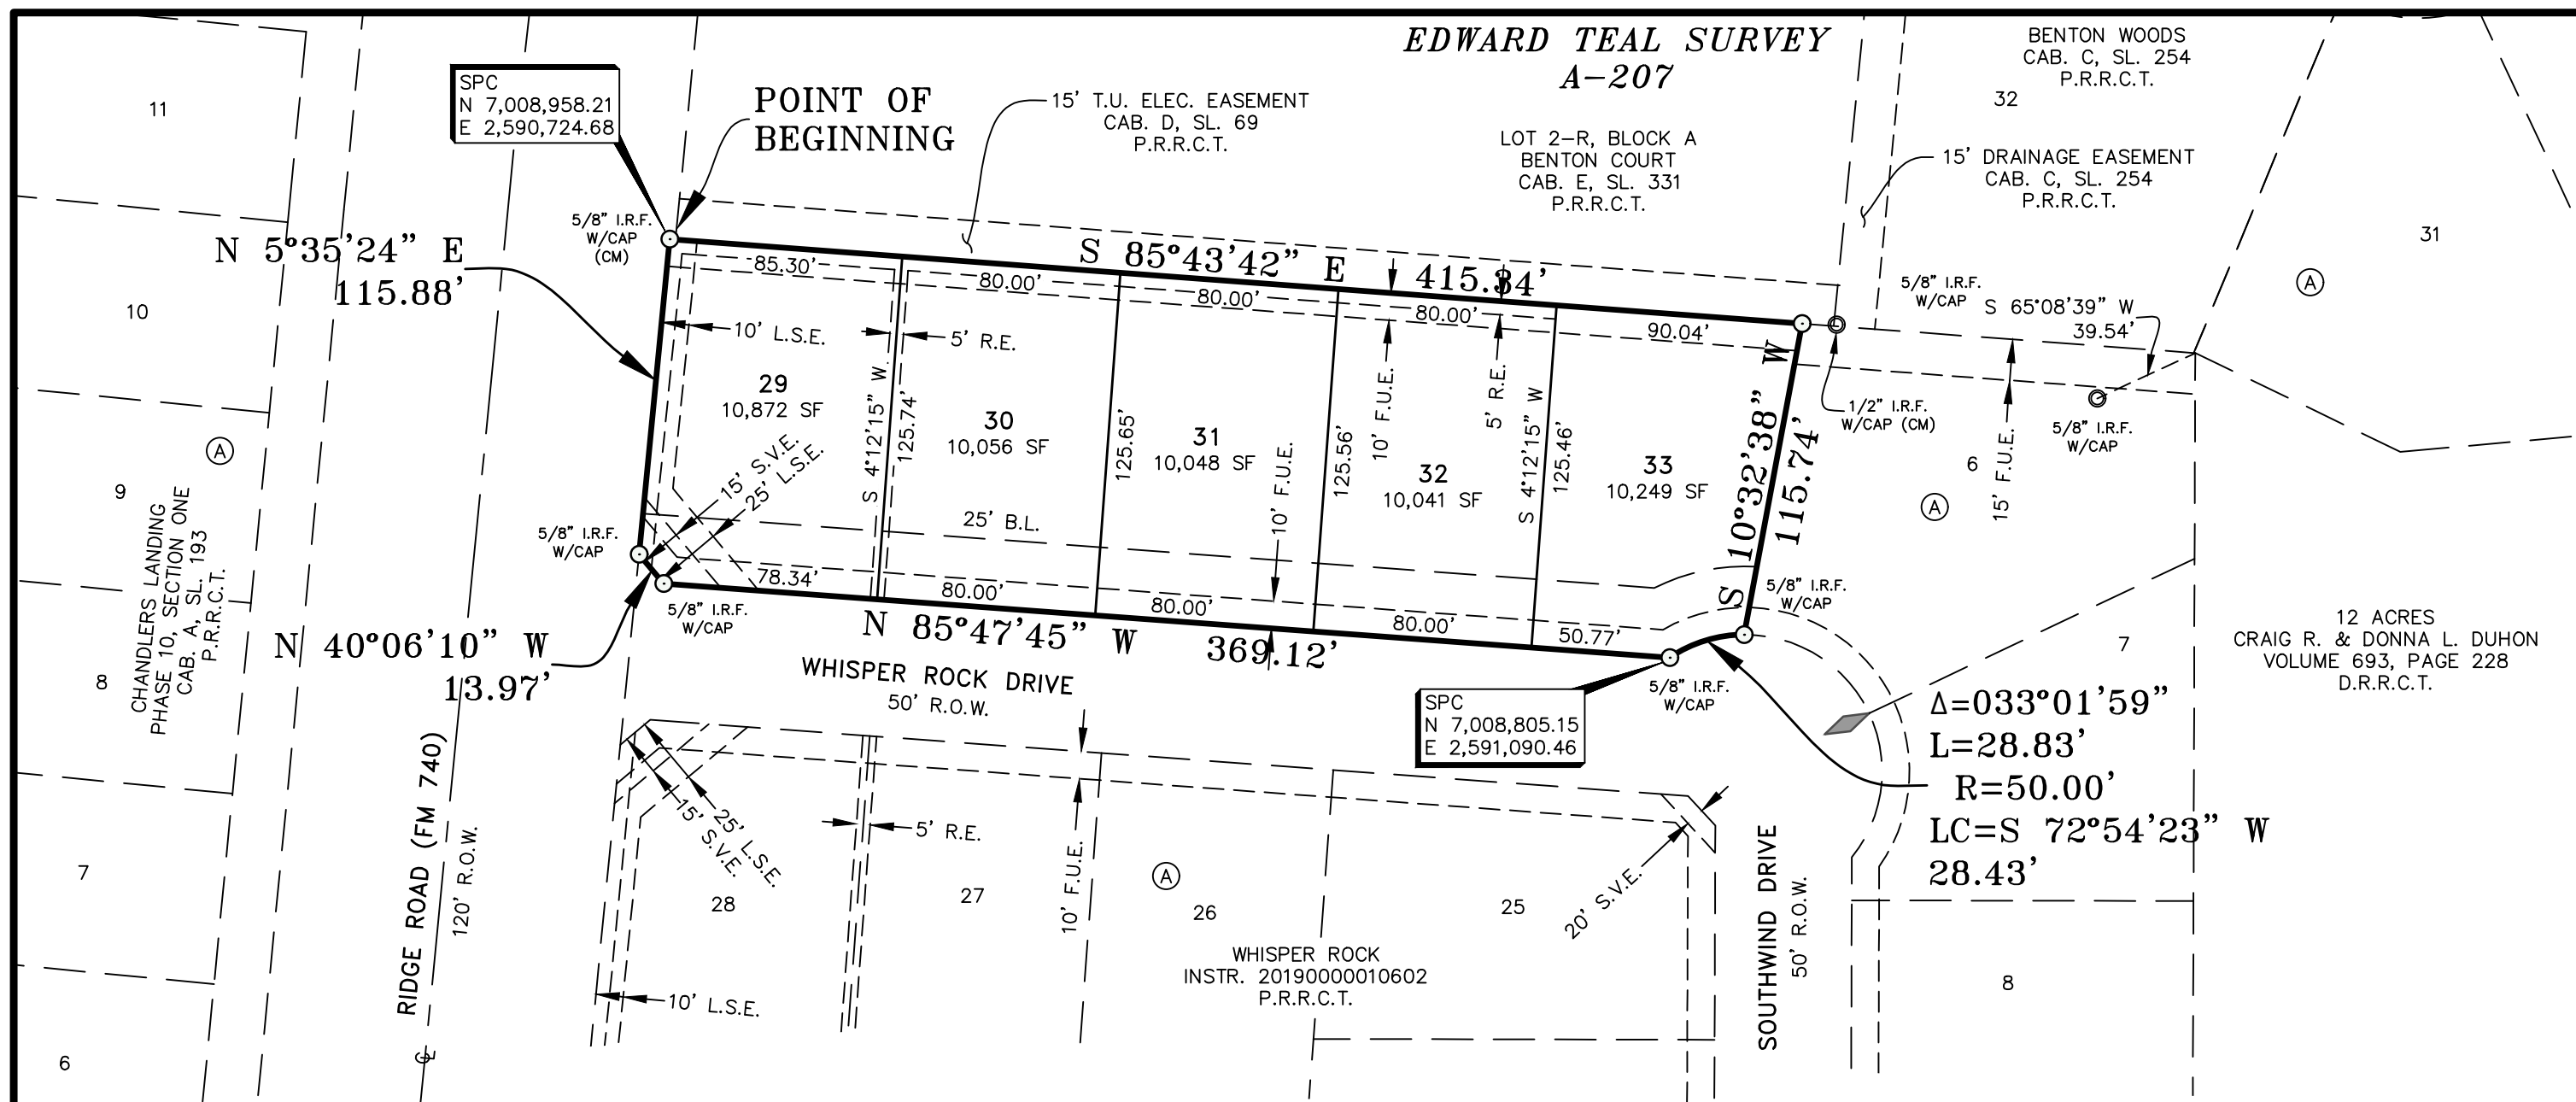 EDWARD TEAL SURVEY
A-207
BENTON WOODS
CAB. C, SL. 254
P.R.R.C.T.
32
11
SPC
N 7,008,958.21
E 2,590,724.68
POINT OF
BEGINNING
15' T.U. ELEC. EASEMENT
CAB. D, SL. 69
P.R.R.C.T.
LOT 2-R, BLOCK A
BENTON COURT
CAB. E, SL. 331
P.R.R.C.T.
15' DRAINAGE EASEMENT
CAB. C, SL. 254
P.R.R.C.T.
31
A
5/8" I.R.F.
W/CAP
(CM)
N 5°35'24" E
115.88'
S 85°43'42" E 415.34'
85.30'
80.00'
80.00'
80.00'
90.04'
5/8" I.R.F.
W/CAP
S 65°08'39" W
39.54'
10
10' L.S.E.
5' R.E.
29
10,872 SF
S 4°12'15" W.
125.74'
30
10,056 SF
125.65'
31
10,048 SF
125.56'
10' F.U.E.
5' R.E.
32
10,041 SF
S 4°12'15" W
125.46'
33
10,249 SF
S 10°32'38" W
115.74'
1/2" I.R.F.
W/CAP (CM)
5/8" I.R.F.
W/CAP
6
15' F.U.E.
A
A
9
15' S.V.E.
25' L.S.E.
25' B.L.
10' F.U.E.
5/8" I.R.F.
W/CAP
CHANDLERS LANDING
PHASE 10, SECTION ONE
CAB. A, SL. 193
P.R.R.C.T.
8
78.34'
80.00'
80.00'
80.00'
50.77'
5/8" I.R.F.
W/CAP
5/8" I.R.F.
W/CAP
N 40°06'10" W
13.97'
N 85°47'45" W 369.12'
WHISPER ROCK DRIVE
50' R.O.W.
7
12 ACRES
CRAIG R. & DONNA L. DUHON
VOLUME 693, PAGE 228
D.R.R.C.T.
5/8" I.R.F.
W/CAP
SPC
N 7,008,805.15
E 2,591,090.46
Δ=033°01'59"
L=28.83'
R=50.00'
LC=S 72°54'23" W
28.43'
RIDGE ROAD (FM 740)
120' R.O.W.
7
25' L.S.E.
15' S.V.E.
5' R.E.
10' F.U.E.
A
28
27
26
25
20' S.V.E.
SOUTHWIND DRIVE
50' R.O.W.
8
WHISPER ROCK
INSTR. 20190000010602
P.R.R.C.T.
10' L.S.E.
6
℄